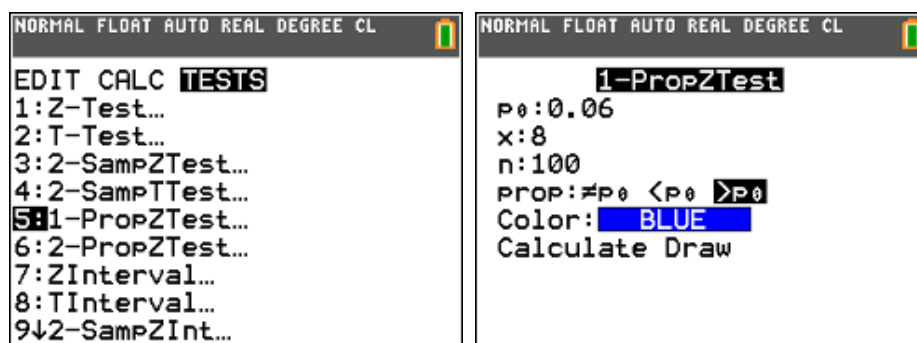 NORMAL FLOAT AUTO REAL DEGREE CL
EDIT CALC TESTS
1:Z-Test…
2:T-Test…
3:2-SampZTest…
4:2-SampTTest…
5:1-PropZTest…
6:2-PropZTest…
7:ZInterval…
8:TInterval…
9↓2-SampZInt…
NORMAL FLOAT AUTO REAL DEGREE CL
1-PropZTest
p₀:0.06
x:8
n:100
prop:≠p₀ <p₀ >p₀
Color: BLUE
Calculate Draw